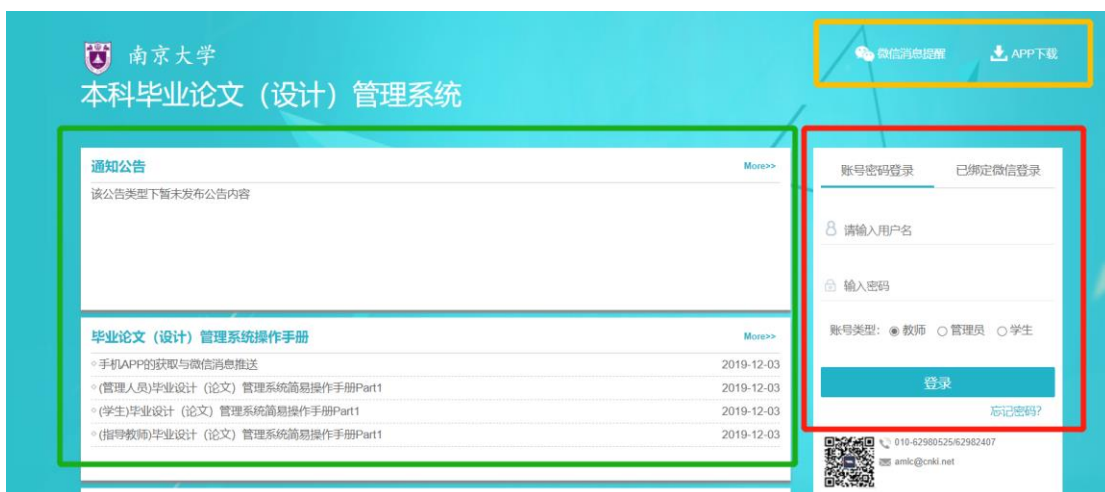 南京大学
本科毕业论文（设计）管理系统
微信消息提醒
APP下载
通知公告
More>>
该公告类型下暂未发布公告内容
毕业论文（设计）管理系统操作手册
More>>
手机APP的获取与微信消息推送 2019-12-03
(管理人员)毕业设计（论文）管理系统简易操作手册Part1 2019-12-03
(学生)毕业设计（论文）管理系统简易操作手册Part1 2019-12-03
(指导教师)毕业设计（论文）管理系统简易操作手册Part1 2019-12-03
账号密码登录 已绑定微信登录
请输入用户名
输入密码
账号类型: 教师 管理员 学生
登录
忘记密码?
010-62980525/62982407
amlc@cnki.net